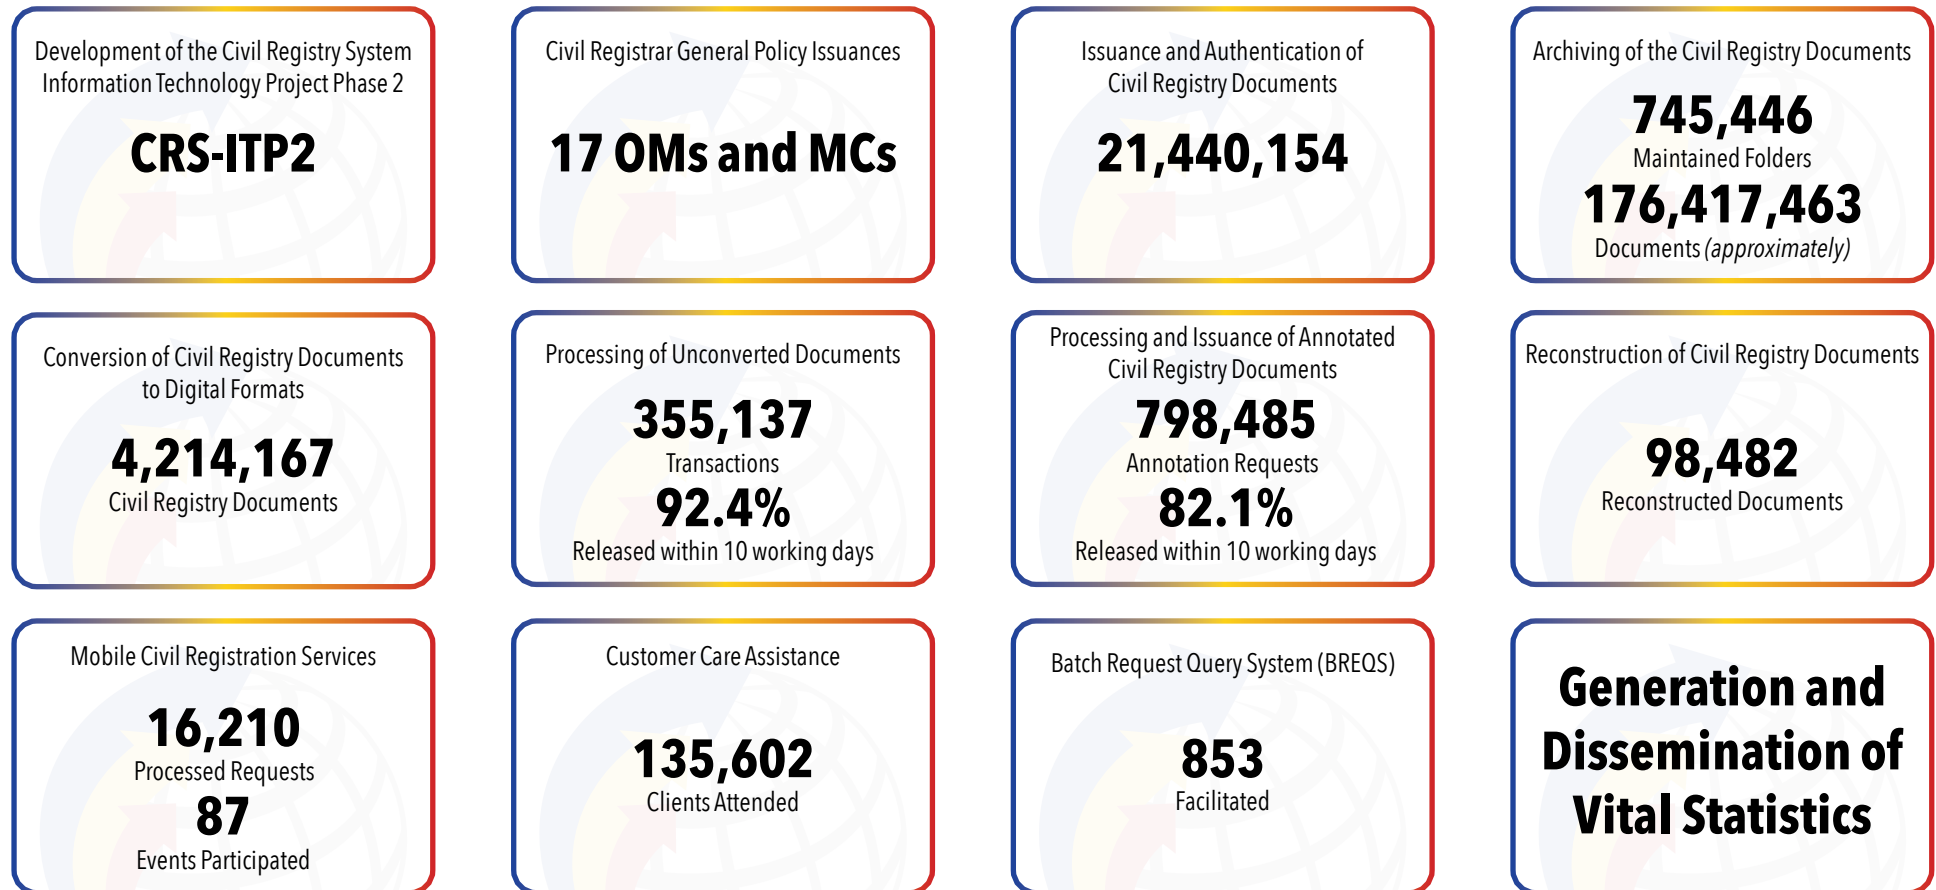 Development of the Civil Registry System
Information Technology Project Phase 2
CRS-ITP2
Civil Registrar General Policy Issuances
17 OMs and MCs
Issuance and Authentication of
Civil Registry Documents
21,440,154
Archiving of the Civil Registry Documents
745,446
Maintained Folders
176,417,463
Documents (approximately)
Conversion of Civil Registry Documents
to Digital Formats
4,214,167
Civil Registry Documents
Processing of Unconverted Documents
355,137
Transactions
92.4%
Released within 10 working days
Processing and Issuance of Annotated
Civil Registry Documents
798,485
Annotation Requests
82.1%
Released within 10 working days
Reconstruction of Civil Registry Documents
98,482
Reconstructed Documents
Mobile Civil Registration Services
16,210
Processed Requests
87
Events Participated
Customer Care Assistance
135,602
Clients Attended
Batch Request Query System (BREQS)
853
Facilitated
Generation and
Dissemination of
Vital Statistics